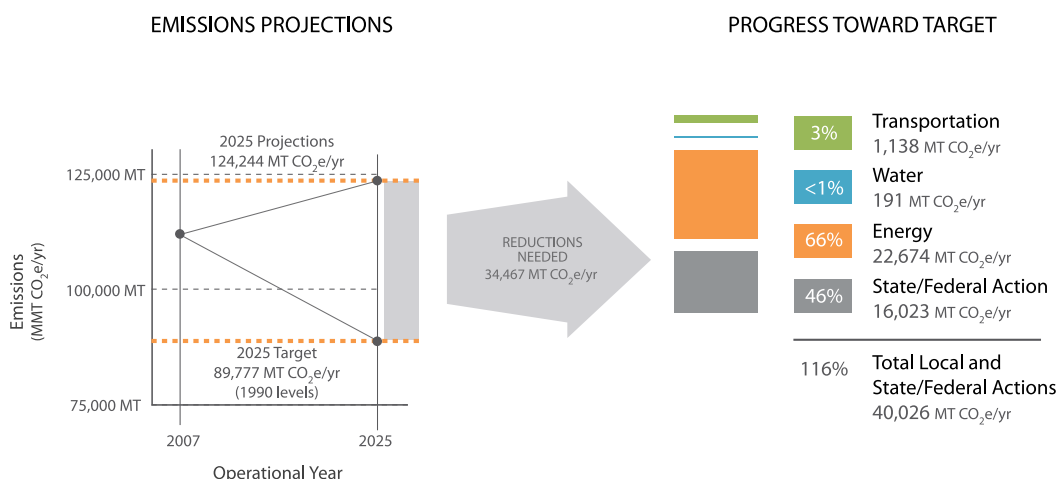 EMISSIONS PROJECTIONS
2025 Projections
124,244 MT CO₂e/yr
125,000 MT
100,000 MT
75,000 MT
Emissions
(MMT CO₂e/yr)
2025 Target
89,777 MT CO₂e/yr
(1990 levels)
2007
2025
Operational Year
REDUCTIONS
NEEDED
34,467 MT CO₂e/yr
PROGRESS TOWARD TARGET
3%
Transportation
1,138 MT CO₂e/yr
<1%
Water
191 MT CO₂e/yr
66%
Energy
22,674 MT CO₂e/yr
46%
State/Federal Action
16,023 MT CO₂e/yr
116%
Total Local and
State/Federal Actions
40,026 MT CO₂e/yr